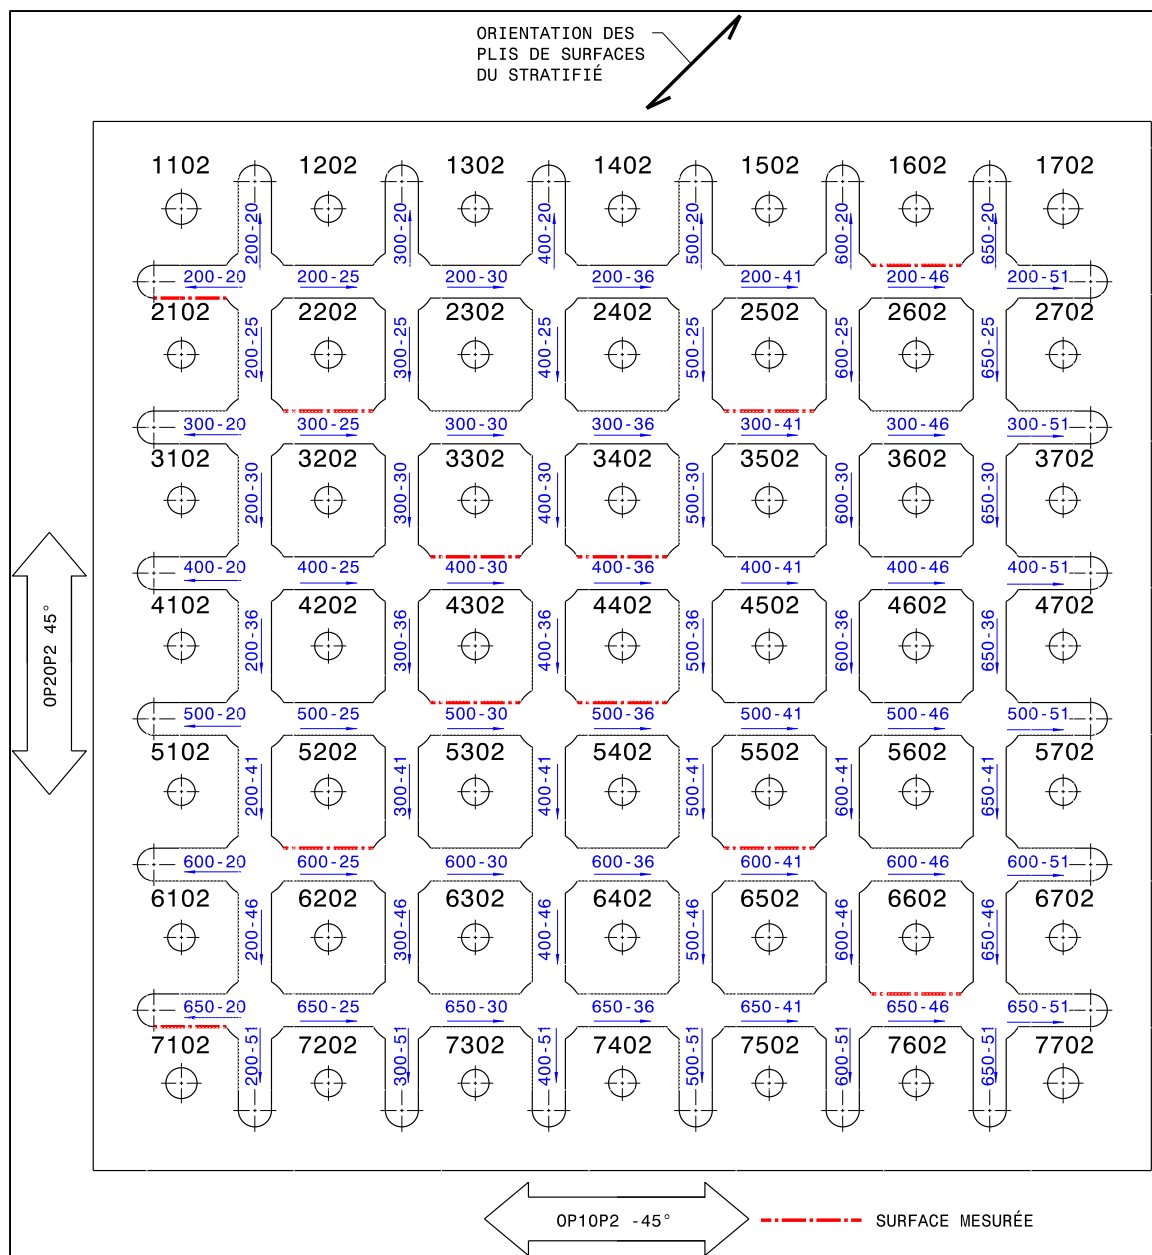 ORIENTATION DES
PLIS DE SURFACES
DU STRATIFIÉ
1102 1202 1302 1402 1502 1602 1702
200-20 300-20 400-20 500-20 600-20 650-20
200-20 200-25 200-30 200-36 200-41 200-46 200-51
2102 2202 2302 2402 2502 2602 2702
200-25 300-25 400-25 500-25 600-25 650-25
300-20 300-25 300-30 300-36 300-41 300-46 300-51
3102 3202 3302 3402 3502 3602 3702
200-30 300-30 400-30 500-30 600-30 650-30
400-20 400-25 400-30 400-36 400-41 400-46 400-51
4102 4202 4302 4402 4502 4602 4702
200-36 300-36 400-36 500-36 600-36 650-36
OP20P2 45°
500-20 500-25 500-30 500-36 500-41 500-46 500-51
5102 5202 5302 5402 5502 5602 5702
200-41 300-41 400-41 500-41 600-41 650-41
600-20 600-25 600-30 600-36 600-41 600-46 600-51
6102 6202 6302 6402 6502 6602 6702
200-46 300-46 400-46 500-46 600-46 650-46
650-20 650-25 650-30 650-36 650-41 650-46 650-51
7102 7202 7302 7402 7502 7602 7702
200-51 300-51 400-51 500-51 600-51 650-51
OP10P2 -45°
SURFACE MESURÉE